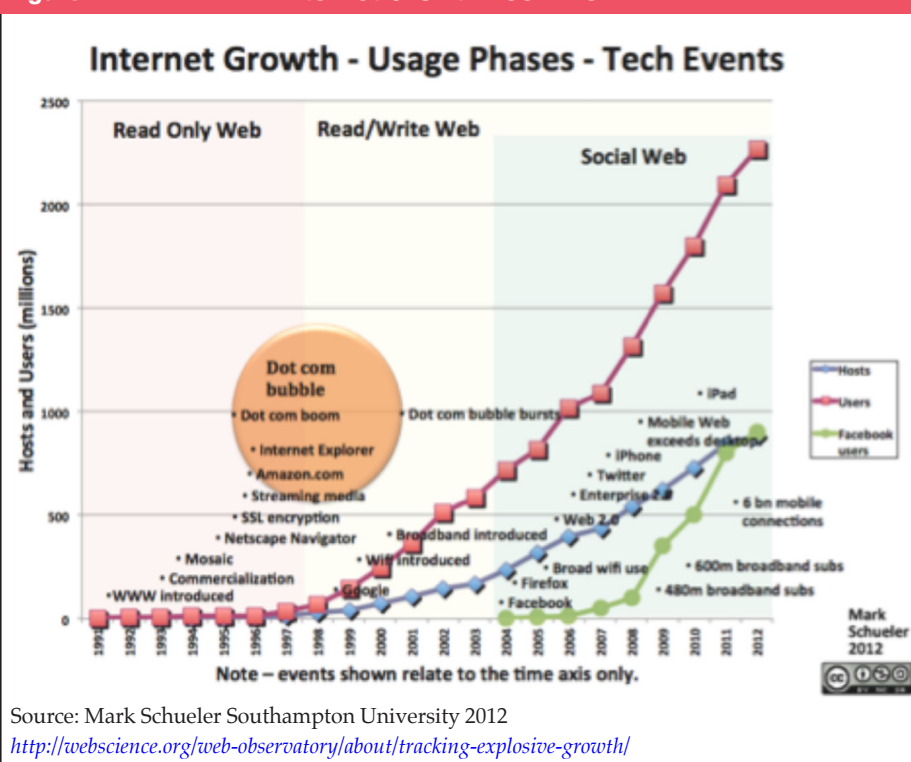 Internet Growth - Usage Phases - Tech Events
2500
2000
1500
1000
500
0
Hosts and Users (millions)
Read Only Web
Read/Write Web
Social Web
Dot com
bubble
• Dot com boom
• Dot com bubble bursts
• Internet Explorer
• Amazon.com
• Streaming media
• SSL encryption
• Netscape Navigator
• Mosaic
• Commercialization
•WWW introduced
• Google
• Wifi introduced
• Broadband introduced
• iPad
• Mobile Web
exceeds desktop
• iPhone
• Twitter
• Enterprise 2.0
• Web 2.0
• Broad wifi use
• Firefox
• Facebook
• 6 bn mobile
connections
• 600m broadband subs
• 480m broadband subs
Hosts
Users
Facebook
users
1991
1992
1993
1994
1995
1996
1997
1998
1999
2000
2001
2002
2003
2004
2005
2006
2007
2008
2009
2010
2011
2012
Note – events shown relate to the time axis only.
Mark
Schueler
2012
cc
Source: Mark Schueler Southampton University 2012
http://webscience.org/web-observatory/about/tracking-explosive-growth/